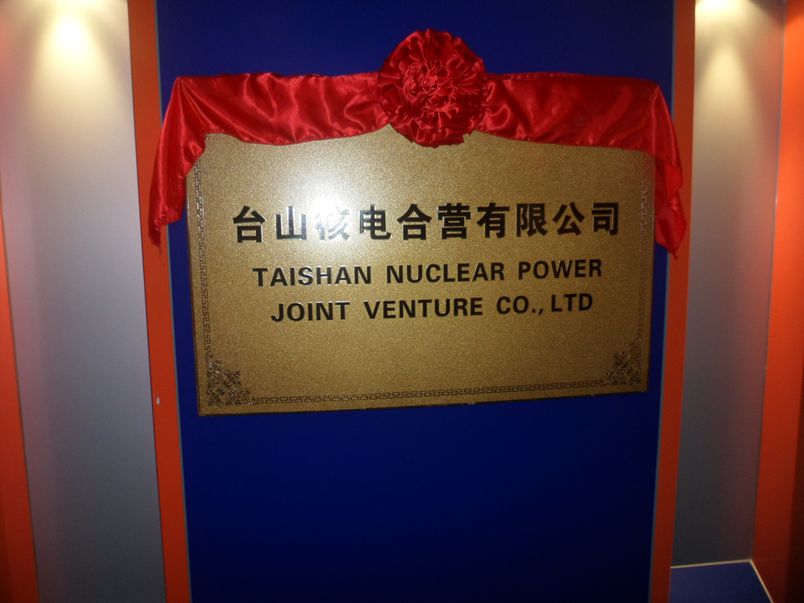 台山核电合营有限公司
TAISHAN NUCLEAR POWER
JOINT VENTURE CO., LTD